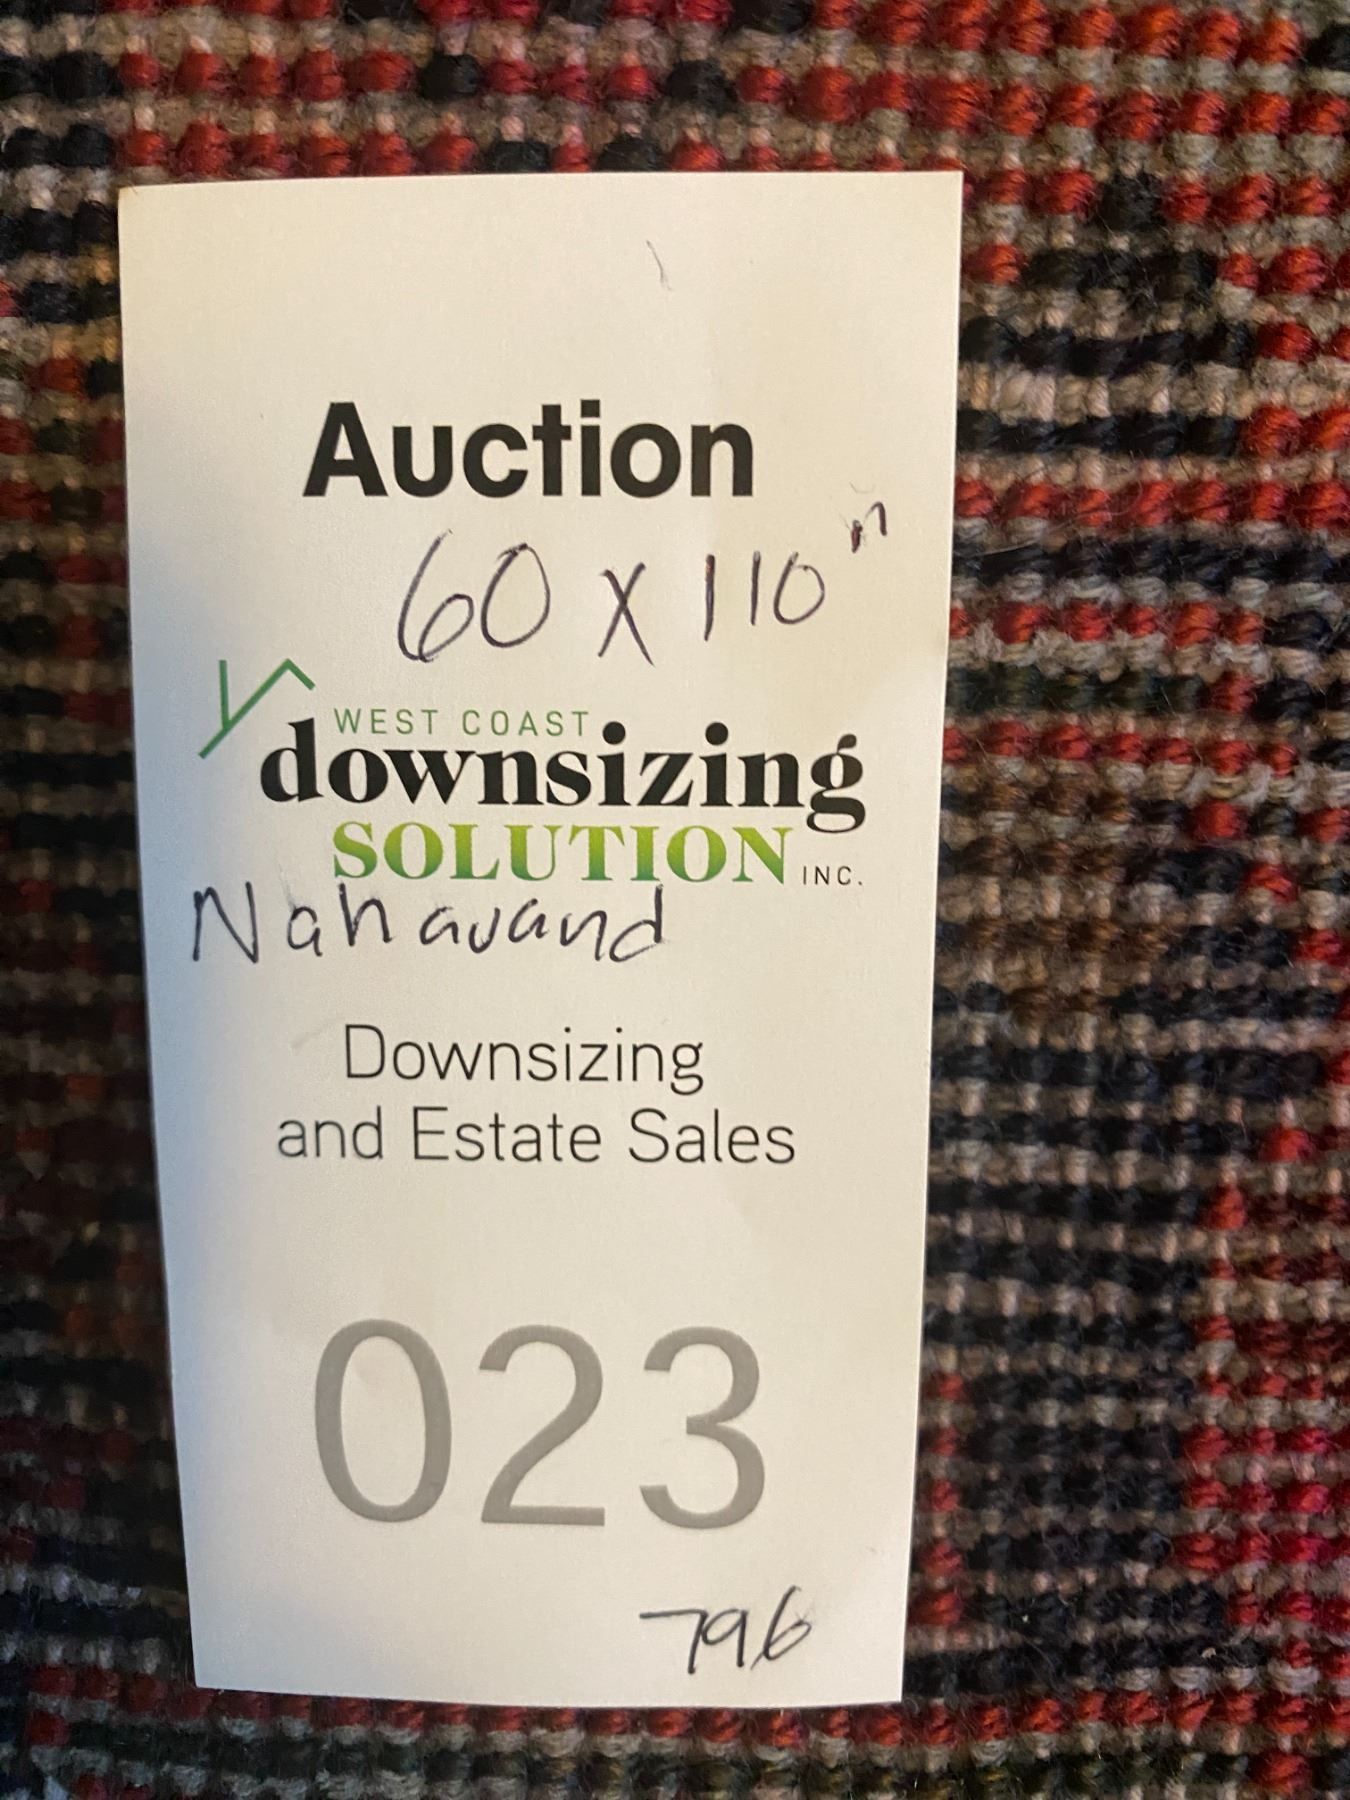 Auction
60 x 110"
WEST COAST
downsizing
SOLUTION INC.
Nahavand
Downsizing
and Estate Sales
023
796